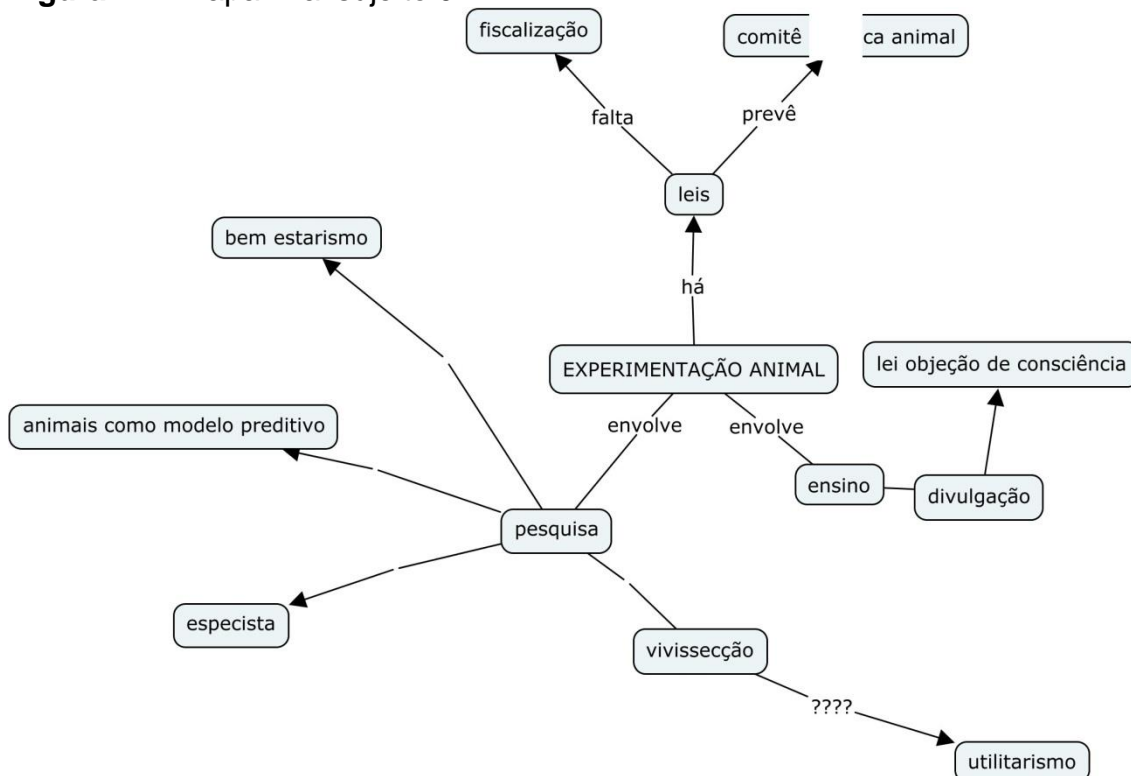 fiscalização
comitê ca animal
falta
prevê
leis
bem estarismo
há
EXPERIMENTAÇÃO ANIMAL
lei objeção de consciência
animais como modelo preditivo
envolve
envolve
ensino
divulgação
pesquisa
especista
vivissecção
????
utilitarismo